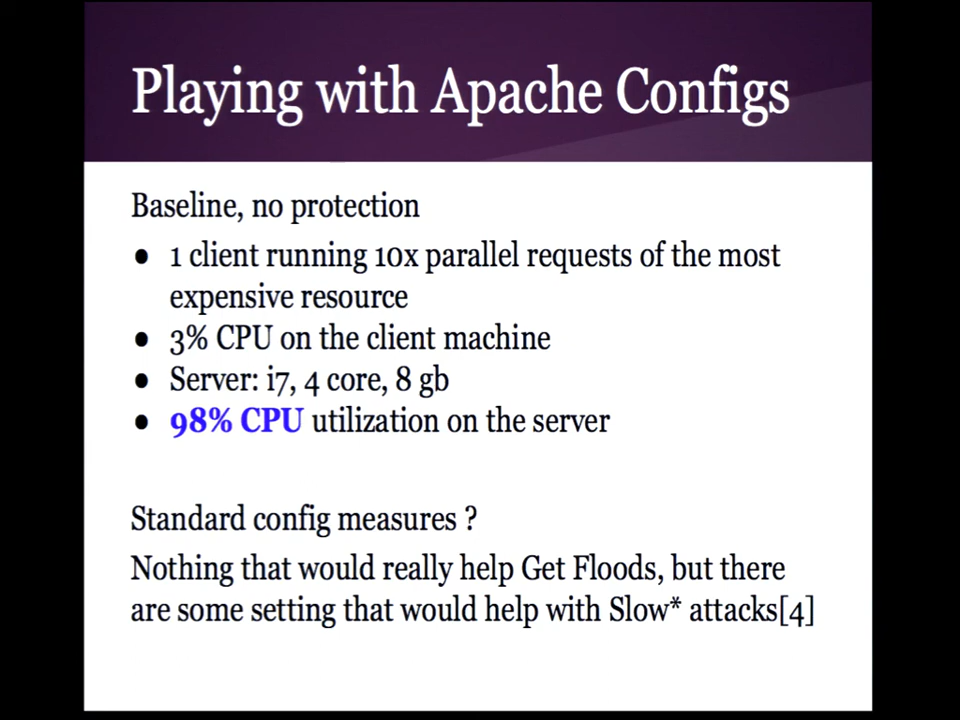 Playing with Apache Configs
Baseline, no protection
● 1 client running 10x parallel requests of the most
expensive resource
● 3% CPU on the client machine
● Server: i7, 4 core, 8 gb
● 98% CPU utilization on the server
Standard config measures ?
Nothing that would really help Get Floods, but there
are some setting that would help with Slow* attacks[4]